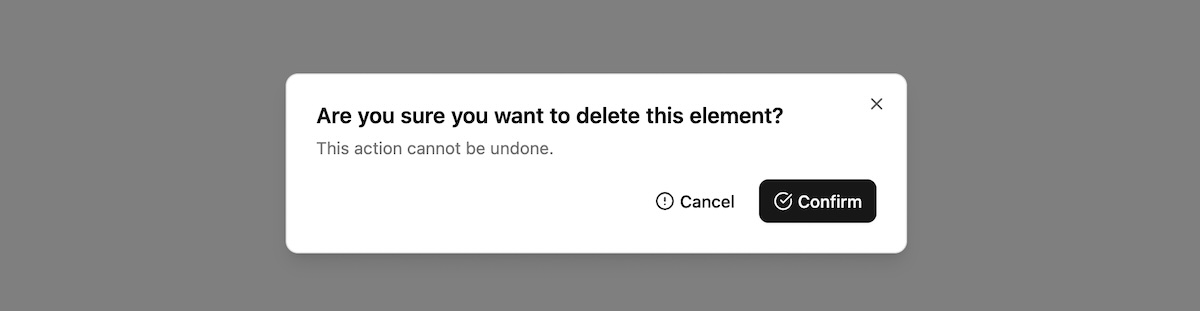 Are you sure you want to delete this element?
This action cannot be undone.
Cancel
Confirm